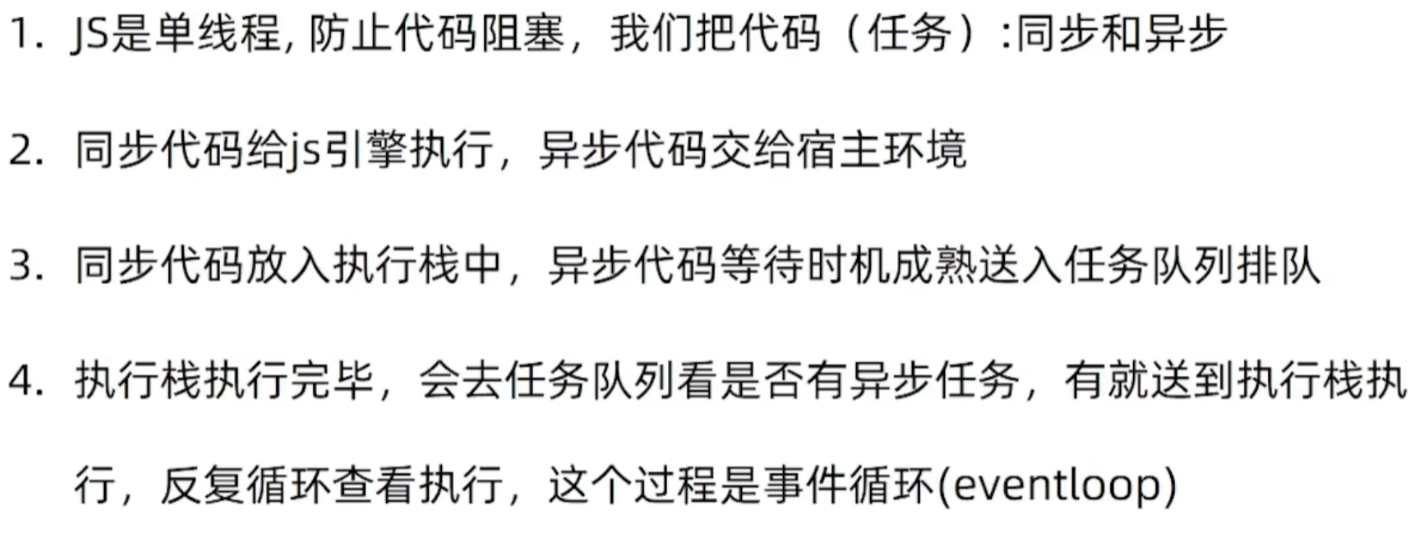 1. JS是单线程, 防止代码阻塞，我们把代码（任务）:同步和异步
2. 同步代码给js引擎执行，异步代码交给宿主环境
3. 同步代码放入执行栈中，异步代码等待时机成熟送入任务队列排队
4. 执行栈执行完毕，会去任务队列看是否有异步任务，有就送到执行栈执
行，反复循环查看执行，这个过程是事件循环(eventloop)